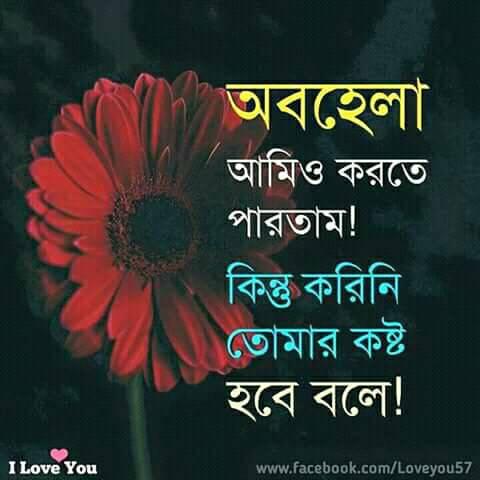 অবহেলা
আমিও করতে
পারতাম!
কিন্তু করিনি
তোমার কষ্ট
হবে বলে!
I Love You
www.facebook.com/Loveyou57